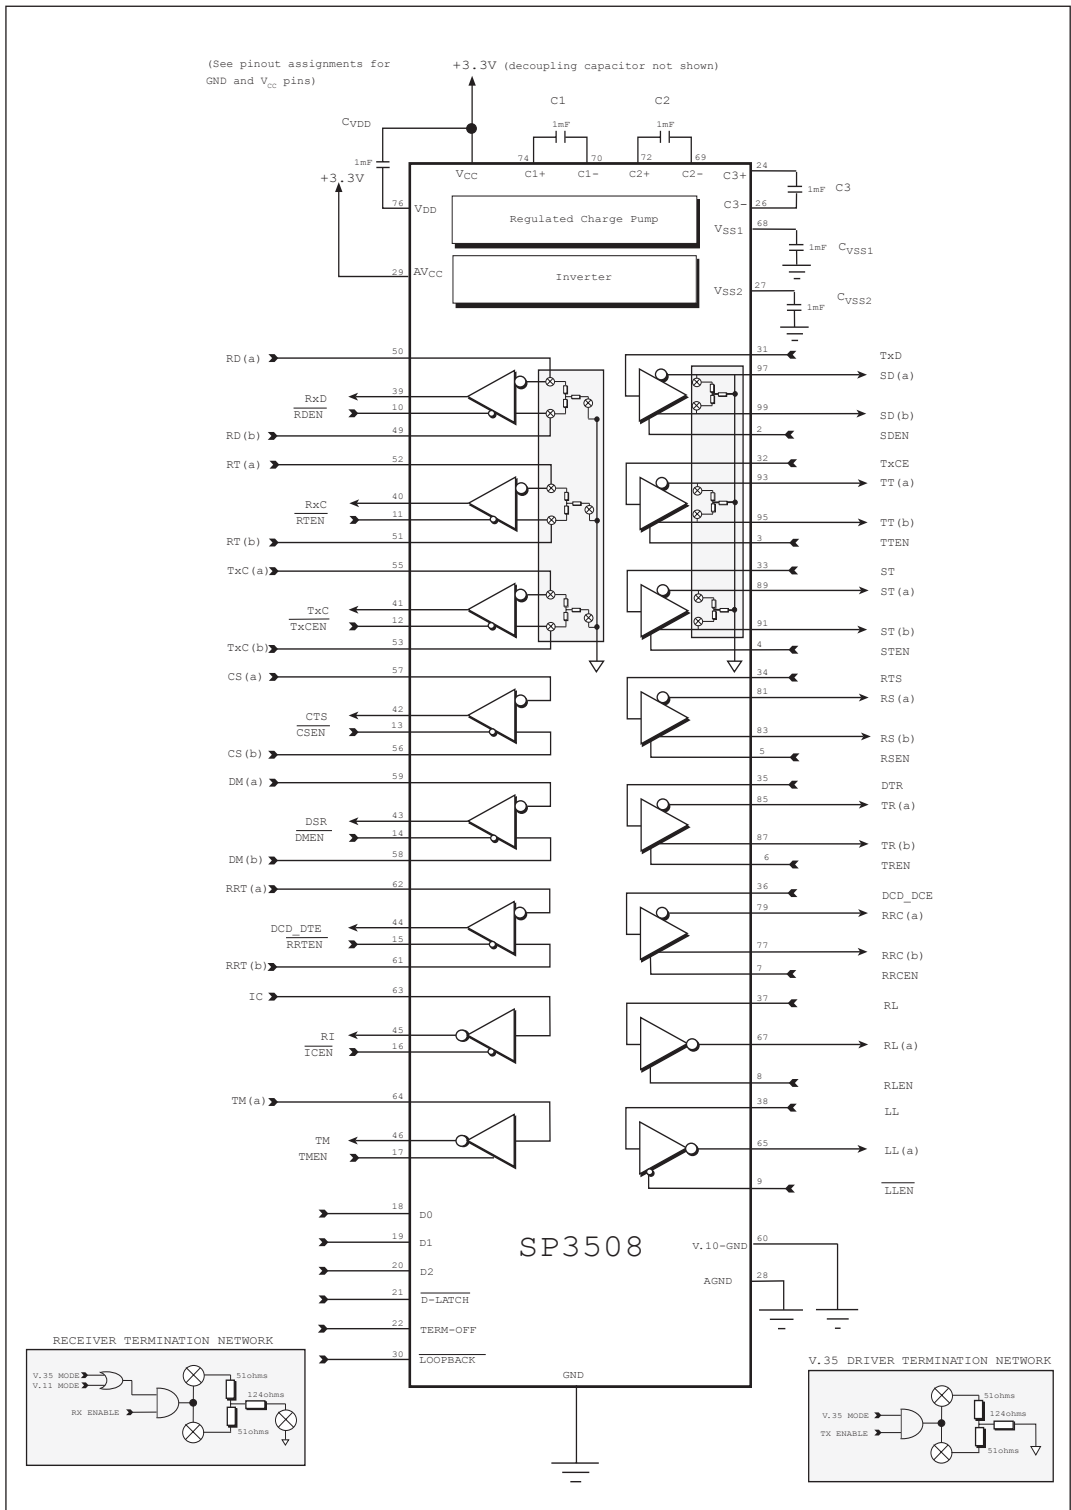 (See pinout assignments for
GND and VCC pins)
+3.3V (decoupling capacitor not shown)
C1
C2
CVDD
1mF
1mF
1mF
+3.3V
74
70
72
69
VCC
C1+
C1-
C2+
C2-
24
C3+
1mF
C3
C3-
26
76
VDD
Regulated Charge Pump
68
VSS1
1mF
CVSS1
29
AVCC
Inverter
27
VSS2
1mF
CVSS2
RD(a)
50
RxD
39
RDEN
10
RD(b)
49
RT(a)
52
RxC
40
RTEN
11
RT(b)
51
TxC(a)
55
TxC
41
TxCEN
12
TxC(b)
53
CS(a)
57
CTS
42
CSEN
13
CS(b)
56
DM(a)
59
DSR
43
DMEN
14
DM(b)
58
RRT(a)
62
DCD_DTE
44
RRTEN
15
RRT(b)
61
IC
63
RI
45
ICEN
16
TM(a)
64
TM
46
TMEN
17
31
TxD
97
SD(a)
99
SD(b)
2
SDEN
32
TxCE
93
TT(a)
95
TT(b)
3
TTEN
33
ST
89
ST(a)
91
ST(b)
4
STEN
34
RTS
81
RS(a)
83
RS(b)
5
RSEN
35
DTR
85
TR(a)
87
TR(b)
6
TREN
36
DCD_DCE
79
RRC(a)
77
RRC(b)
7
RRCEN
37
RL
67
RL(a)
8
RLEN
38
LL
65
LL(a)
9
LLEN
18
D0
19
D1
20
D2
21
D-LATCH
22
TERM-OFF
30
LOOPBACK
SP3508
V.10-GND
60
AGND
28
GND
RECEIVER TERMINATION NETWORK
V.35 MODE
V.11 MODE
RX ENABLE
51ohms
124ohms
51ohms
V.35 DRIVER TERMINATION NETWORK
V.35 MODE
TX ENABLE
51ohms
124ohms
51ohms